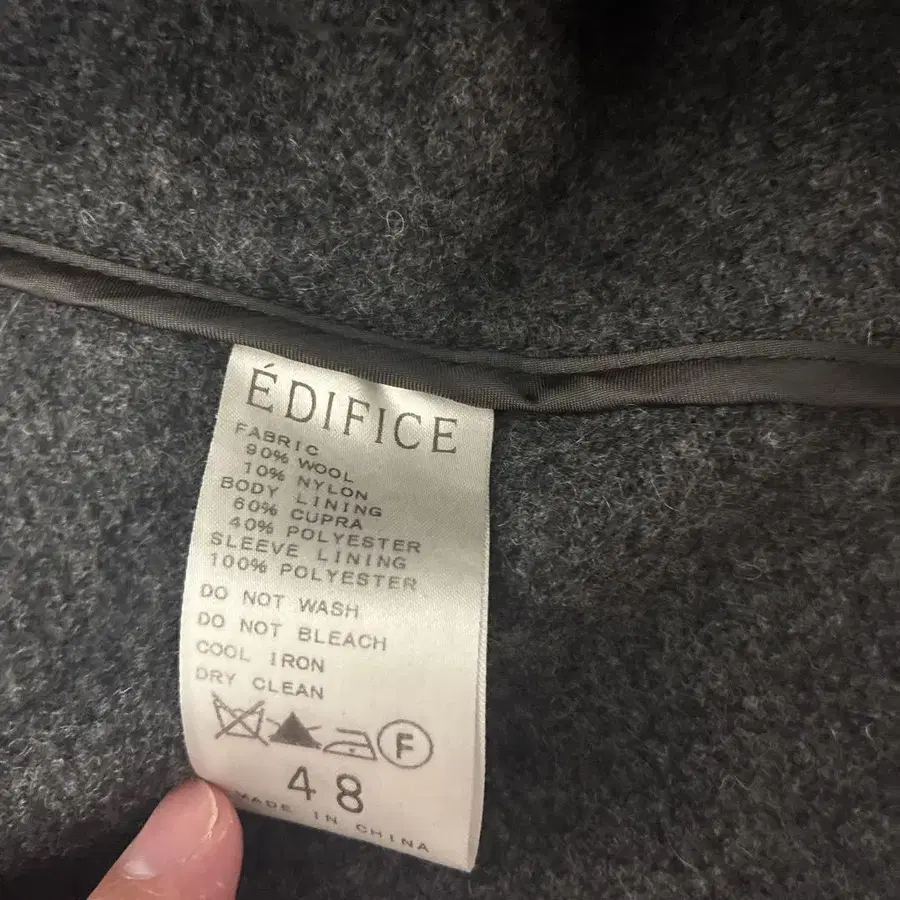 ÉDIFICE
FABRIC
90% WOOL
10% NYLON
BODY LINING
60% CUPRA
40% POLYESTER
SLEEVE LINING
100% POLYESTER
DO NOT WASH
DO NOT BLEACH
COOL IRON
DRY CLEAN
F
48
MADE IN CHINA